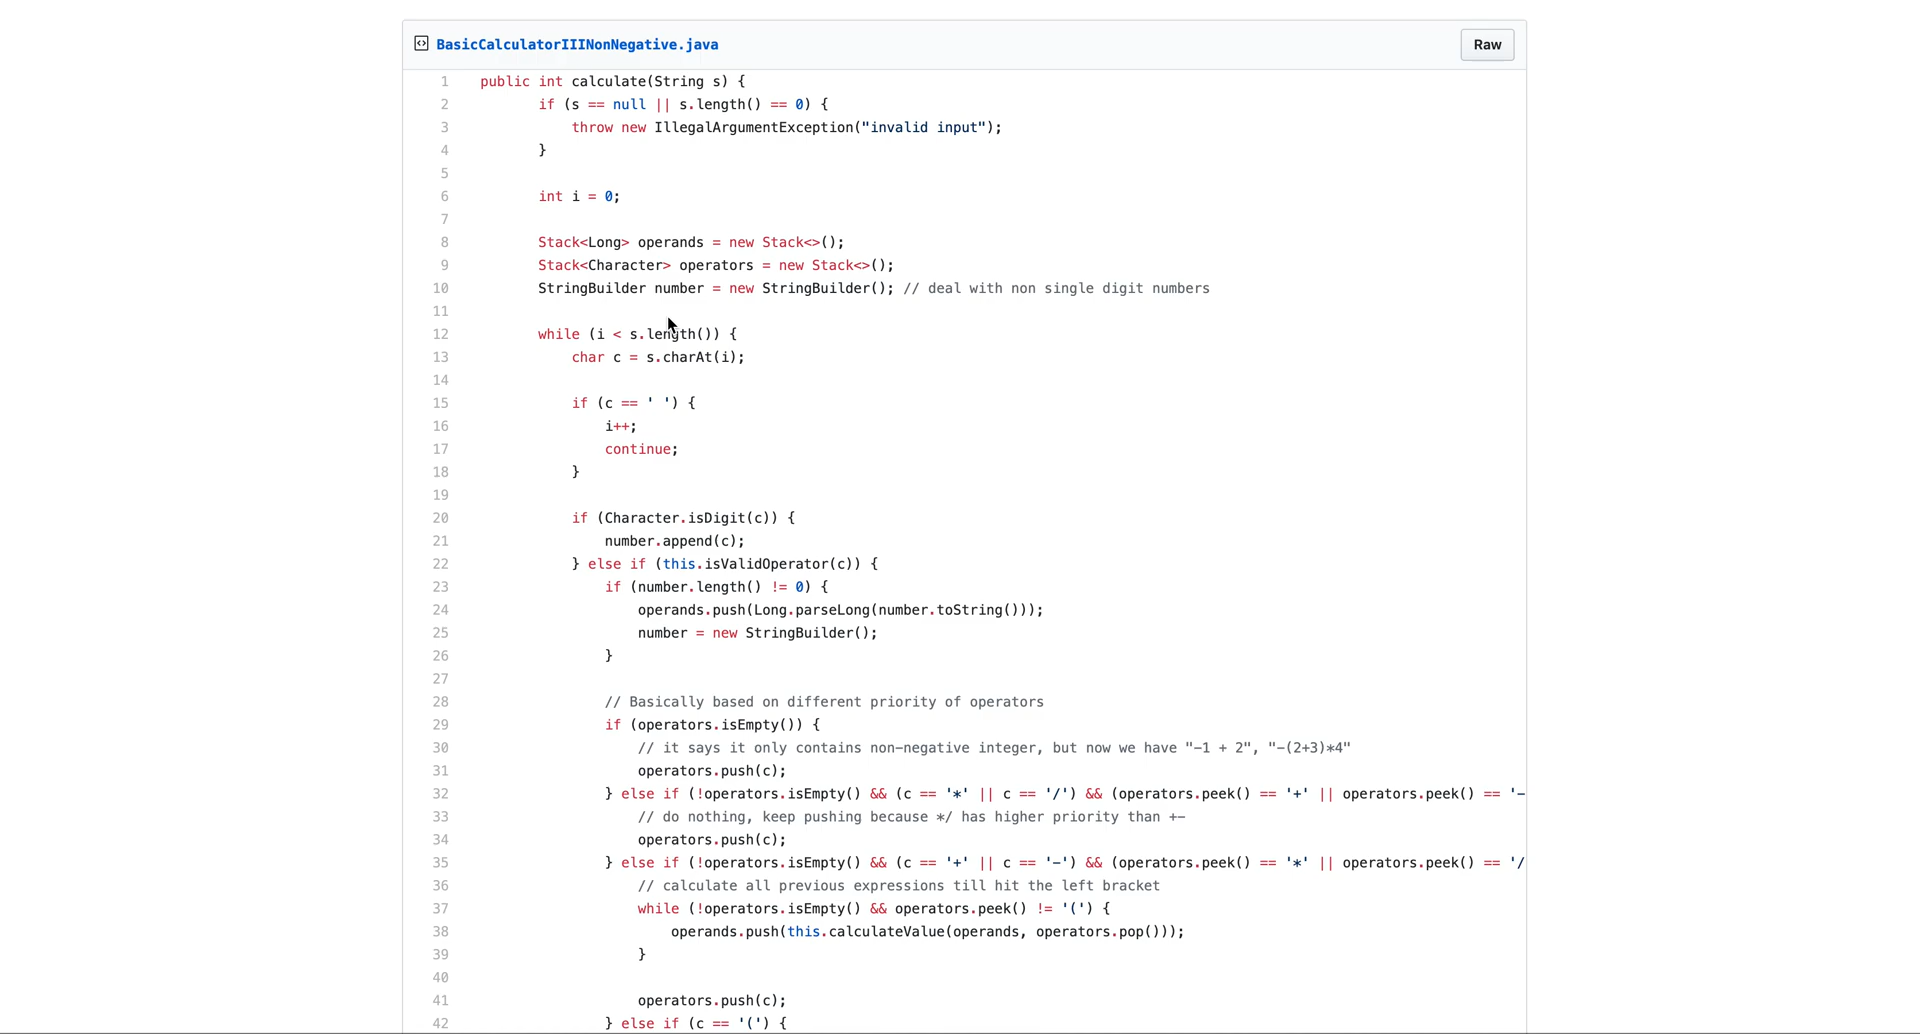 BasicCalculatorIIINonNegative.java
Raw
1 public int calculate(String s) {
2 if (s == null || s.length() == 0) {
3 throw new IllegalArgumentException("invalid input");
4 }
5
6 int i = 0;
7
8 Stack<Long> operands = new Stack<>();
9 Stack<Character> operators = new Stack<>();
10 StringBuilder number = new StringBuilder(); // deal with non single digit numbers
11
12 while (i < s.length()) {
13 char c = s.charAt(i);
14
15 if (c == ' ') {
16 i++;
17 continue;
18 }
19
20 if (Character.isDigit(c)) {
21 number.append(c);
22 } else if (this.isValidOperator(c)) {
23 if (number.length() != 0) {
24 operands.push(Long.parseLong(number.toString()));
25 number = new StringBuilder();
26 }
27
28 // Basically based on different priority of operators
29 if (operators.isEmpty()) {
30 // it says it only contains non-negative integer, but now we have "-1 + 2", "-(2+3)*4"
31 operators.push(c);
32 } else if (!operators.isEmpty() && (c == '*' || c == '/') && (operators.peek() == '+' || operators.peek() == '-
33 // do nothing, keep pushing because */ has higher priority than +-
34 operators.push(c);
35 } else if (!operators.isEmpty() && (c == '+' || c == '-') && (operators.peek() == '*' || operators.peek() == '/
36 // calculate all previous expressions till hit the left bracket
37 while (!operators.isEmpty() && operators.peek() != '(') {
38 operands.push(this.calculateValue(operands, operators.pop()));
39 }
40
41 operators.push(c);
42 } else if (c == '(') {